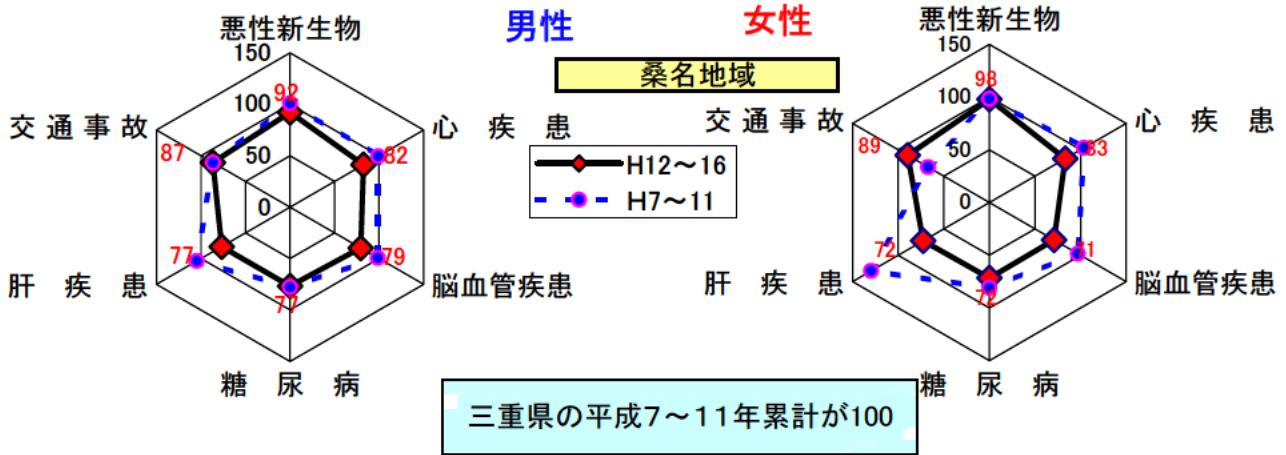 男性
女性
桑名地域
悪性新生物
150
100
50
0
92
心疾患
82
脳血管疾患
79
糖尿病
77
肝疾患
77
交通事故
87
H12～16
H7～11
悪性新生物
150
100
50
0
98
心疾患
83
脳血管疾患
71
糖尿病
72
肝疾患
72
交通事故
89
三重県の平成7～11年累計が100